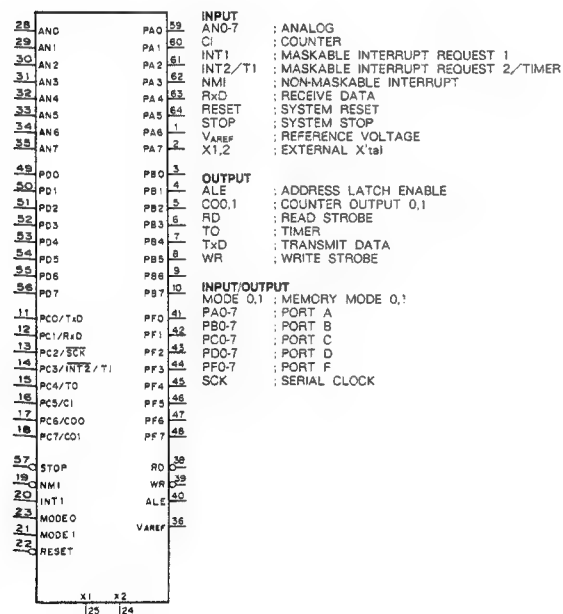 28 AN0 PA0 59
29 AN1 PA1 60
30 AN2 PA2 61
31 AN3 PA3 62
32 AN4 PA4 63
33 AN5 PA5 64
34 AN6 PA6 1
35 AN7 PA7 2
49 PD0 PB0 3
50 PD1 PB1 4
51 PD2 PB2 5
52 PD3 PB3 6
53 PD4 PB4 7
54 PD5 PB5 8
55 PD6 PB6 9
56 PD7 PB7 10
11 PC0/TxD PF0 41
12 PC1/RxD PF1 42
13 PC2/SCK PF2 43
14 PC3/INT2/TI PF3 44
15 PC4/TO PF4 45
16 PC5/CI PF5 46
17 PC6/CO0 PF6 47
18 PC7/CO1 PF7 48
57 STOP RD 38
19 NMI WR 39
20 INT1 ALE 40
23 MODE0
21 MODE1 VAREF 36
22 RESET
X1 X2
25 24
INPUT
AN0-7 ; ANALOG
CI ; COUNTER
INT1 ; MASKABLE INTERRUPT REQUEST 1
INT2/T1 ; MASKABLE INTERRUPT REQUEST 2/TIMER
NMI ; NON-MASKABLE INTERRUPT
RxD ; RECEIVE DATA
RESET ; SYSTEM RESET
STOP ; SYSTEM STOP
VAREF ; REFERENCE VOLTAGE
X1,2 ; EXTERNAL X'tal
OUTPUT
ALE ; ADDRESS LATCH ENABLE
CO0,1 ; COUNTER OUTPUT 0,1
RD ; READ STROBE
TO ; TIMER
TxD ; TRANSMIT DATA
WR ; WRITE STROBE
INPUT/OUTPUT
MODE 0,1 ; MEMORY MODE 0,1
PA0-7 ; PORT A
PB0-7 ; PORT B
PC0-7 ; PORT C
PD0-7 ; PORT D
PF0-7 ; PORT F
SCK ; SERIAL CLOCK